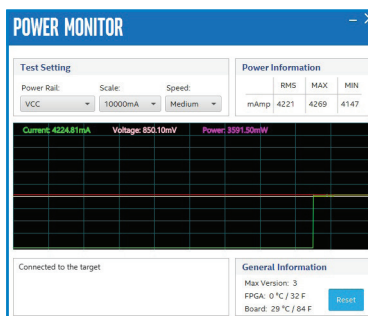 POWER MONITOR
Test Setting
Power Rail: Scale: Speed:
VCC 10000mA Medium
Power Information
RMS MAX MIN
mAmp 4221 4269 4147
Current: 4224.81mA Voltage: 850.10mV Power: 3591.50mW
Connected to the target
General Information
Max Version: 3
FPGA: 0 °C / 32 F
Board: 29 °C / 84 F
Reset